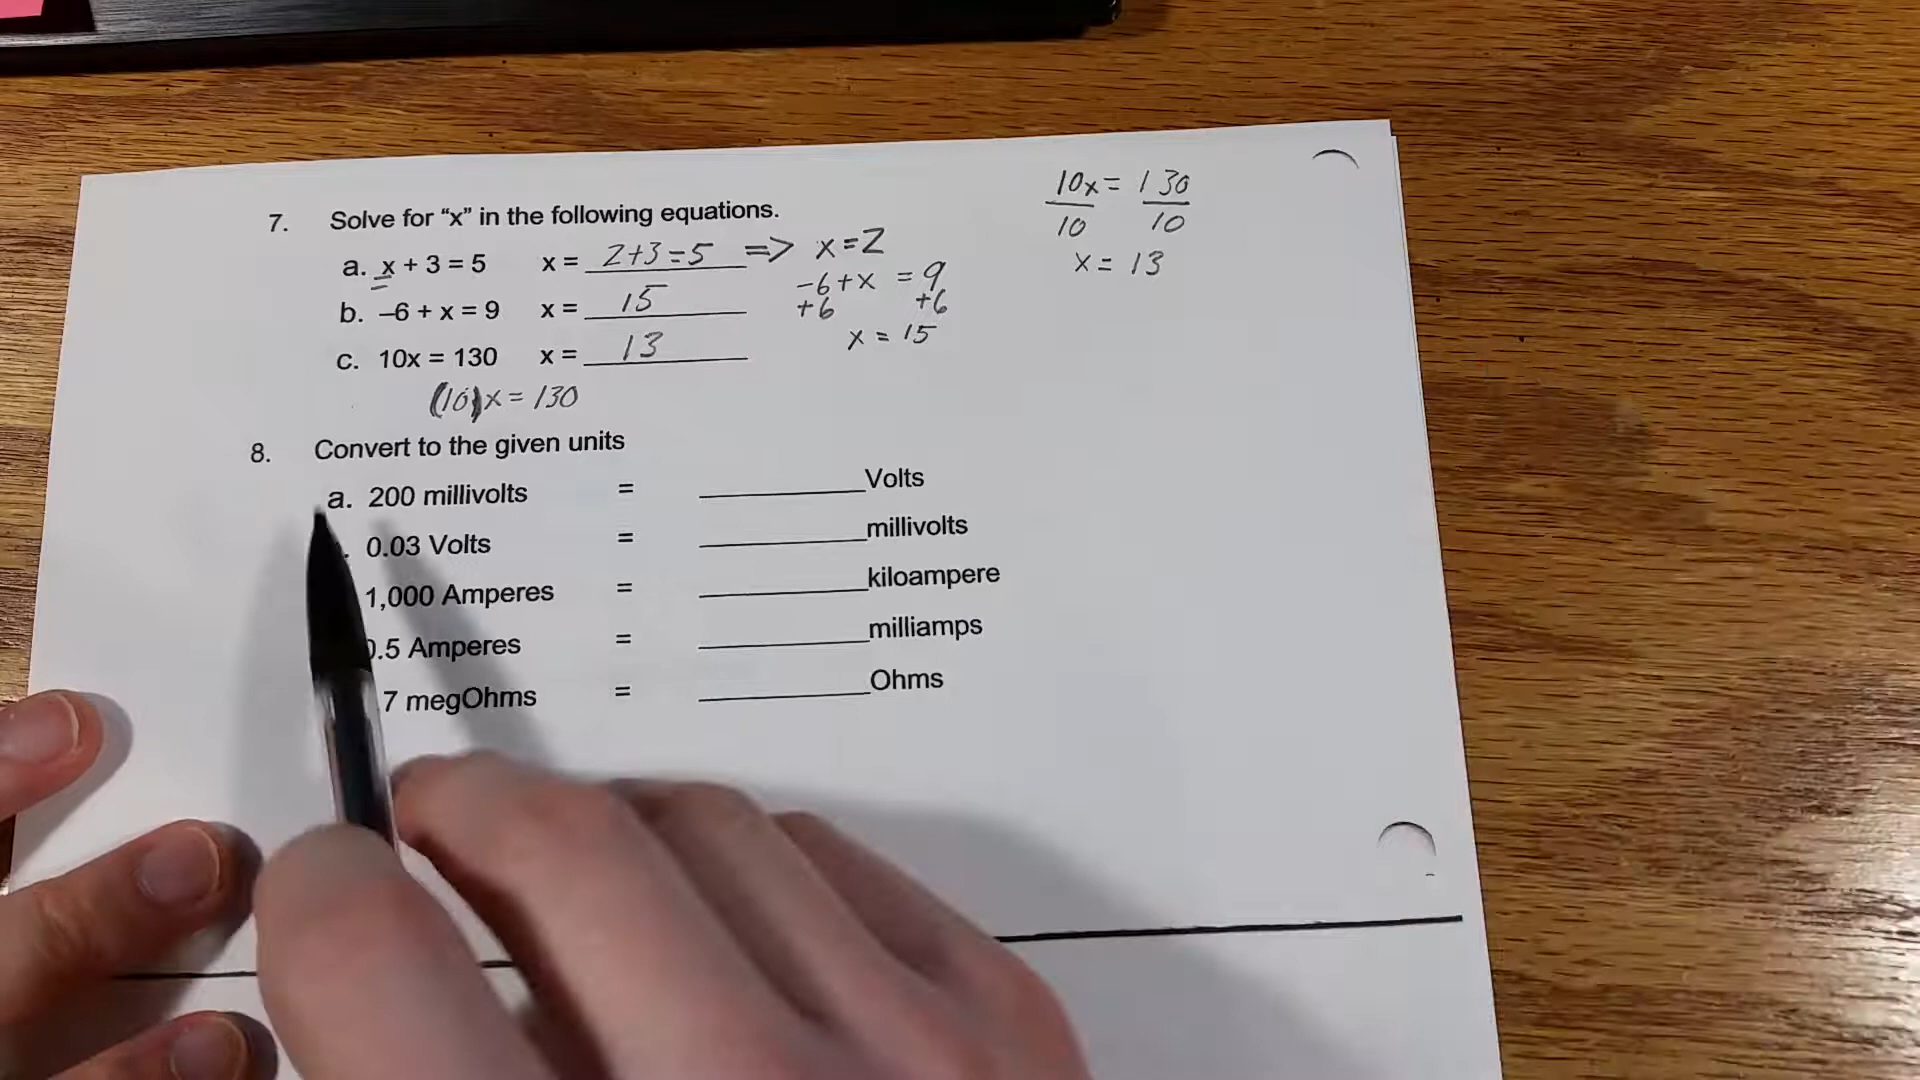 7. Solve for “x” in the following equations.
a. x + 3 = 5 x = 2+3=5 => x=2
b. –6 + x = 9 x = 15
c. 10x = 130 x = 13
(10)x = 130
-6+x = 9
+6 +6
x = 15
10x = 130
10 10
x = 13
8. Convert to the given units
a. 200 millivolts = Volts
. 0.03 Volts = millivolts
1,000 Amperes = kiloampere
0.5 Amperes = milliamps
7 megOhms = Ohms